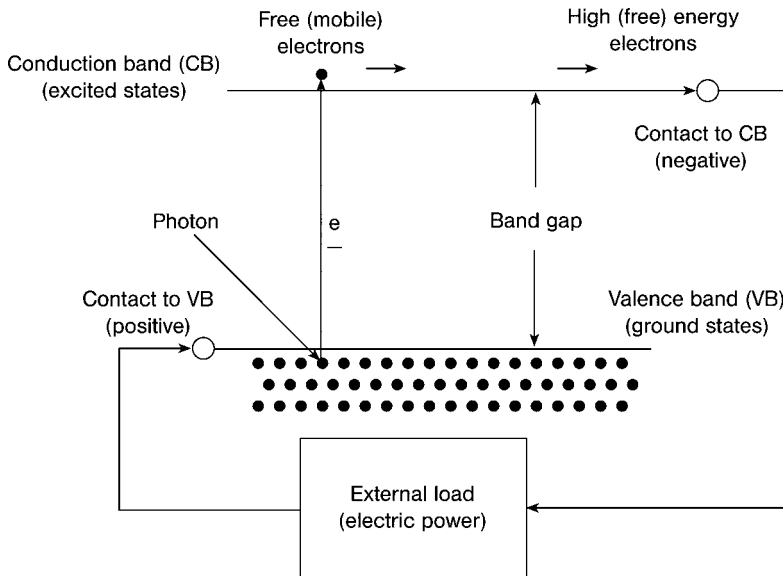 Free (mobile)
electrons
High (free) energy
electrons
Conduction band (CB)
(excited states)
Contact to CB
(negative)
Photon
e
Band gap
Contact to VB
(positive)
Valence band (VB)
(ground states)
External load
(electric power)